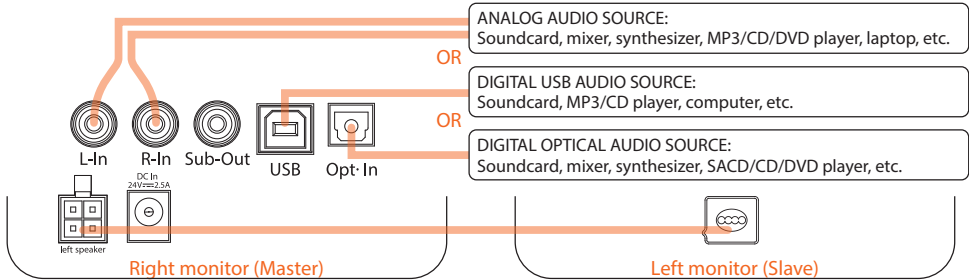 ANALOG AUDIO SOURCE:
Soundcard, mixer, synthesizer, MP3/CD/DVD player, laptop, etc.
OR
DIGITAL USB AUDIO SOURCE:
Soundcard, MP3/CD player, computer, etc.
OR
DIGITAL OPTICAL AUDIO SOURCE:
Soundcard, mixer, synthesizer, SACD/CD/DVD player, etc.
L-In R-In Sub-Out USB Opt·In
DC In
24V⎓2.5A
left speaker
Right monitor (Master)
Left monitor (Slave)